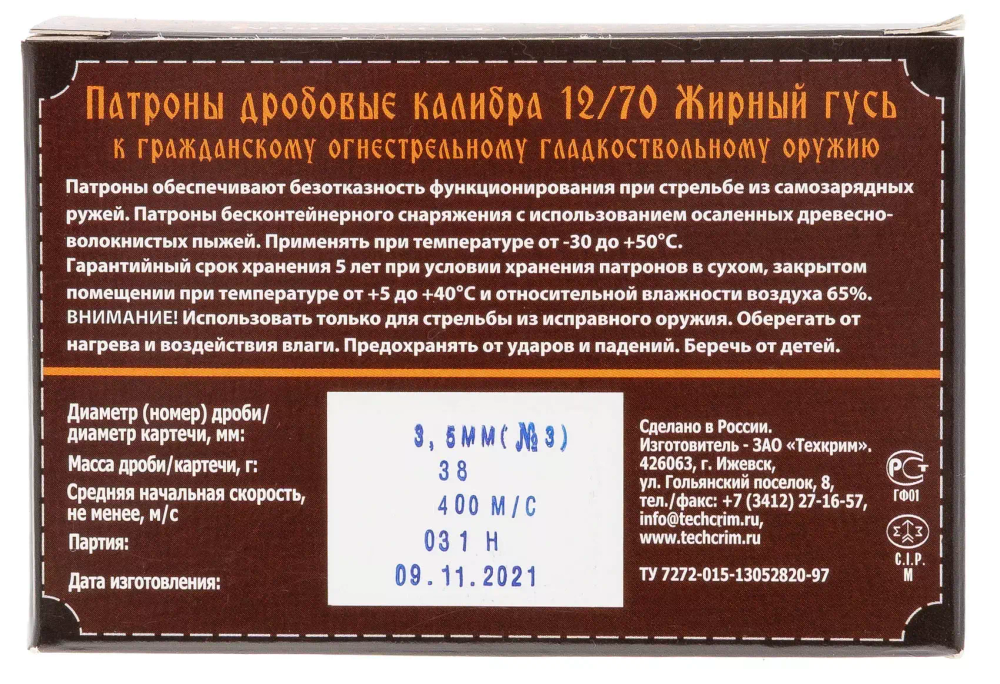 Патроны дробовые калибра 12/70 Жирный гусь
к гражданскому огнестрельному гладкоствольному оружию
Патроны обеспечивают безотказность функционирования при стрельбе из самозарядных
ружей. Патроны бесконтейнерного снаряжения с использованием осаленных древесно-
волокнистых пыжей. Применять при температуре от -30 до +50°С.
Гарантийный срок хранения 5 лет при условии хранения патронов в сухом, закрытом
помещении при температуре от +5 до +40°С и относительной влажности воздуха 65%.
ВНИМАНИЕ! Использовать только для стрельбы из исправного оружия. Оберегать от
нагрева и воздействия влаги. Предохранять от ударов и падений. Беречь от детей.
Диаметр (номер) дроби/
диаметр картечи, мм:
Масса дроби/картечи, г:
Средняя начальная скорость,
не менее, м/с
Партия:
Дата изготовления:
3,5ММ(№3)
38
400 М/С
031 Н
09.11.2021
Сделано в России.
Изготовитель - ЗАО «Техкрим».
426063, г. Ижевск,
ул. Гольянский поселок, 8,
тел./факс: +7 (3412) 27-16-57,
info@techcrim.ru,
www.techcrim.ru
ТУ 7272-015-13052820-97
РСТ
ГФ01
C.I.P.
M